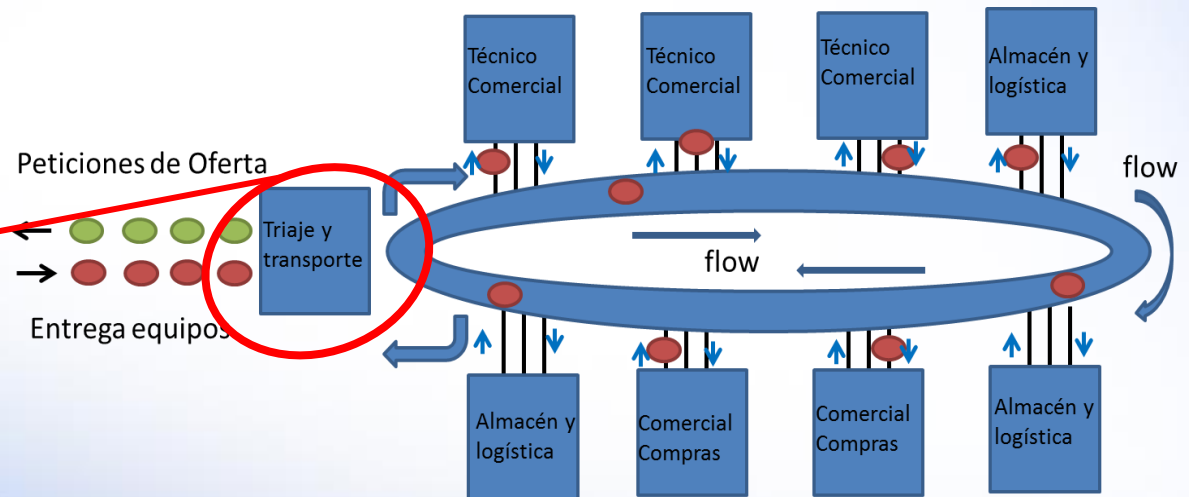 Técnico
Comercial
Técnico
Comercial
Técnico
Comercial
Almacén y
logística
Peticiones de Oferta
flow
Triaje y
transporte
flow
Entrega equipos
Almacén y
logística
Comercial
Compras
Comercial
Compras
Almacén y
logística